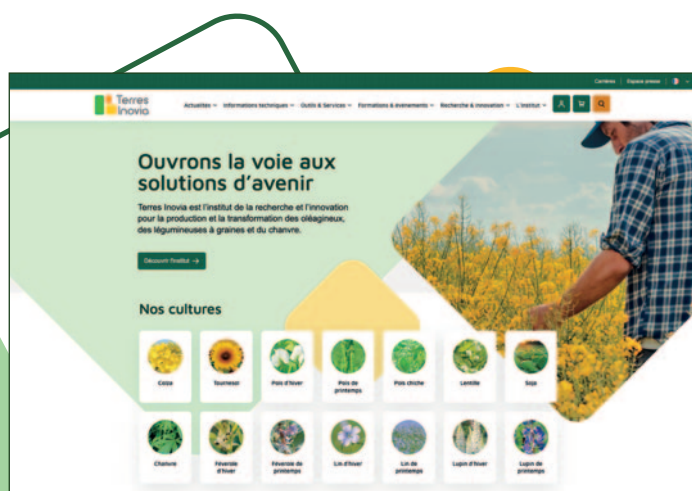 Carrières Espace presse
Terres
Inovia
Actualités Informations techniques Outils & Services Formations & évenements Recherche & innovation L'institut
Ouvrons la voie aux
solutions d'avenir
Terres Inovia est l'institut de la recherche et l'innovation
pour la production et la transformation des oléagineux,
des légumineuses à graines et du chanvre.
Découvrir l'institut →
Nos cultures
Colza Tournesol Pois d'hiver Pois de printemps Pois chiche Lentille Soja
Chanvre Féverole d'hiver Féverole de printemps Lin d'hiver Lin de printemps Lupin d'hiver Lupin de printemps